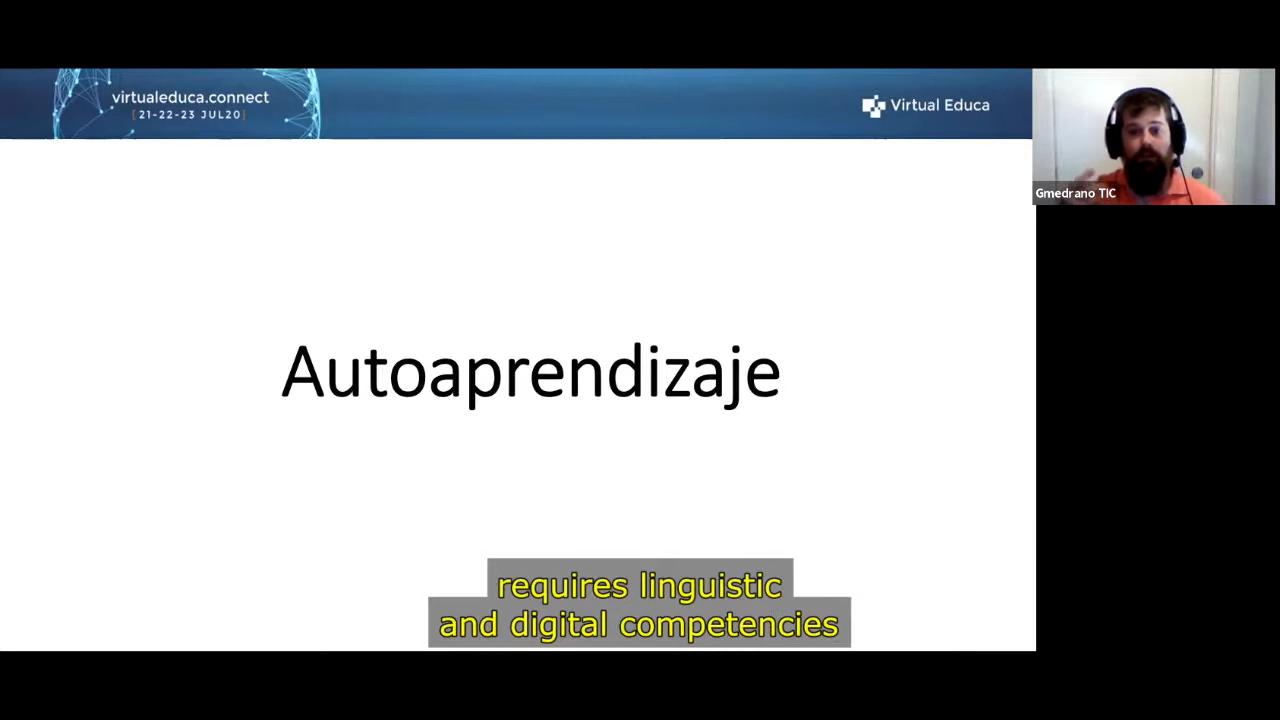 virtualeduca.connect
[21-22-23 JUL20]
Virtual Educa
Gmedrano TIC
Autoaprendizaje
requires linguistic
and digital competencies